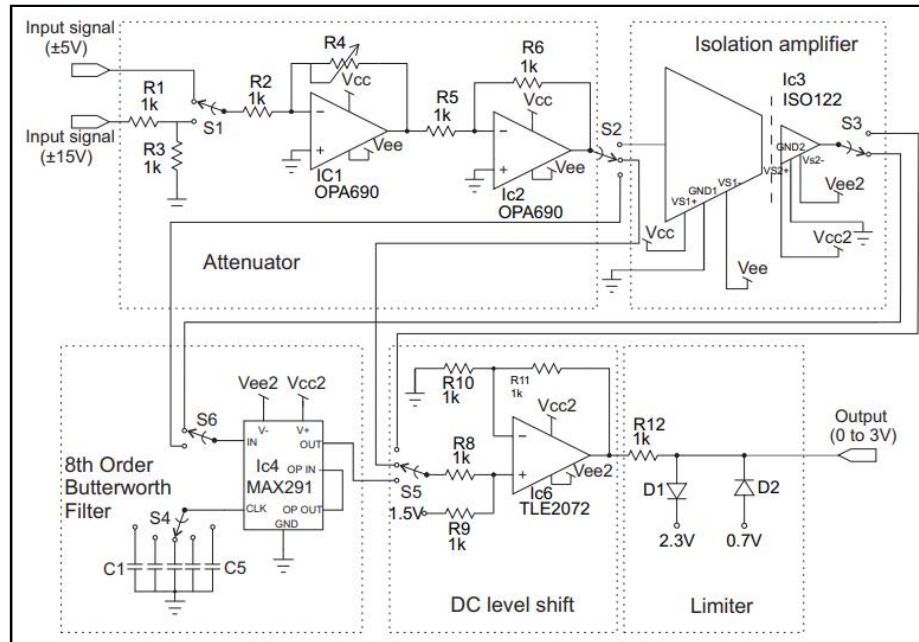 Input signal
(±5V)
R1
1k
Input signal
(±15V)
R3
1k
S1
R2
1k
R4
Vcc
Vee
IC1
OPA690
R5
1k
R6
1k
Vcc
Vee
Ic2
OPA690
S2
Attenuator
Isolation amplifier
Ic3
ISO122
S3
GND2
VS2+
Vs2-
VS1+
GND1
VS1-
Vcc
Vee
Vee2
Vcc2
8th Order
Butterworth
Filter
S6
Vee2
Vcc2
V-
V+
IN
OUT
Ic4
MAX291
OP IN
CLK
OP OUT
GND
S4
C1
C5
R10
1k
R11
1k
Vcc2
R8
1k
S5
1.5V
R9
1k
Vee2
Ic6
TLE2072
DC level shift
R12
1k
D1
D2
2.3V
0.7V
Limiter
Output
(0 to 3V)